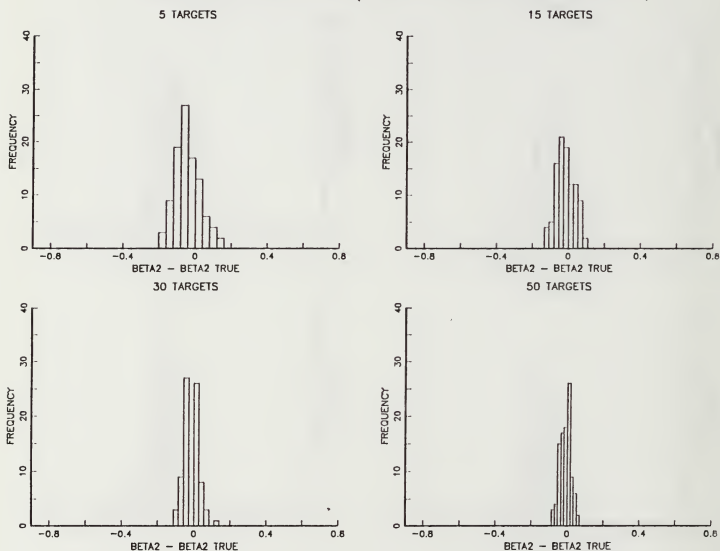 5 TARGETS
15 TARGETS
FREQUENCY
0 10 20 30 40
-0.8 -0.4 0 0.4 0.8
BETA2 - BETA2 TRUE
FREQUENCY
0 10 20 30 40
-0.8 -0.4 0 0.4 0.8
BETA2 - BETA2 TRUE
30 TARGETS
50 TARGETS
FREQUENCY
0 10 20 30 40
-0.8 -0.4 0 0.4 0.8
BETA2 - BETA2 TRUE
FREQUENCY
0 10 20 30 40
-0.8 -0.4 0 0.4 0.8
BETA2 - BETA2 TRUE